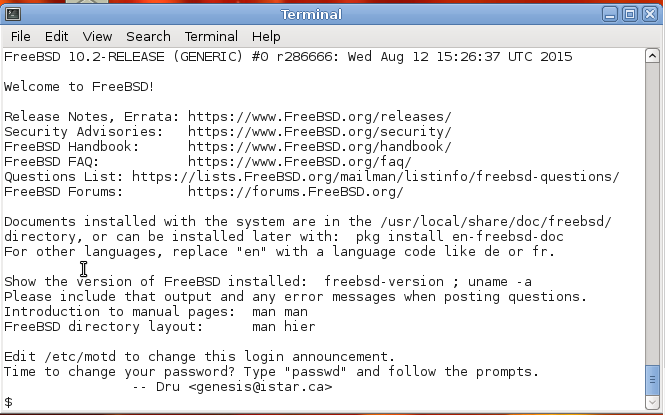 Terminal
File Edit View Search Terminal Help
FreeBSD 10.2-RELEASE (GENERIC) #0 r286666: Wed Aug 12 15:26:37 UTC 2015
Welcome to FreeBSD!
Release Notes, Errata: https://www.FreeBSD.org/releases/
Security Advisories:   https://www.FreeBSD.org/security/
FreeBSD Handbook:      https://www.FreeBSD.org/handbook/
FreeBSD FAQ:           https://www.FreeBSD.org/faq/
Questions List: https://lists.FreeBSD.org/mailman/listinfo/freebsd-questions/
FreeBSD Forums:        https://forums.FreeBSD.org/
Documents installed with the system are in the /usr/local/share/doc/freebsd/
directory, or can be installed later with:  pkg install en-freebsd-doc
For other languages, replace "en" with a language code like de or fr.
Show the version of FreeBSD installed:  freebsd-version ; uname -a
Please include that output and any error messages when posting questions.
Introduction to manual pages:  man man
FreeBSD directory layout:      man hier
Edit /etc/motd to change this login announcement.
Time to change your password? Type "passwd" and follow the prompts.
-- Dru <genesis@istar.ca>
$